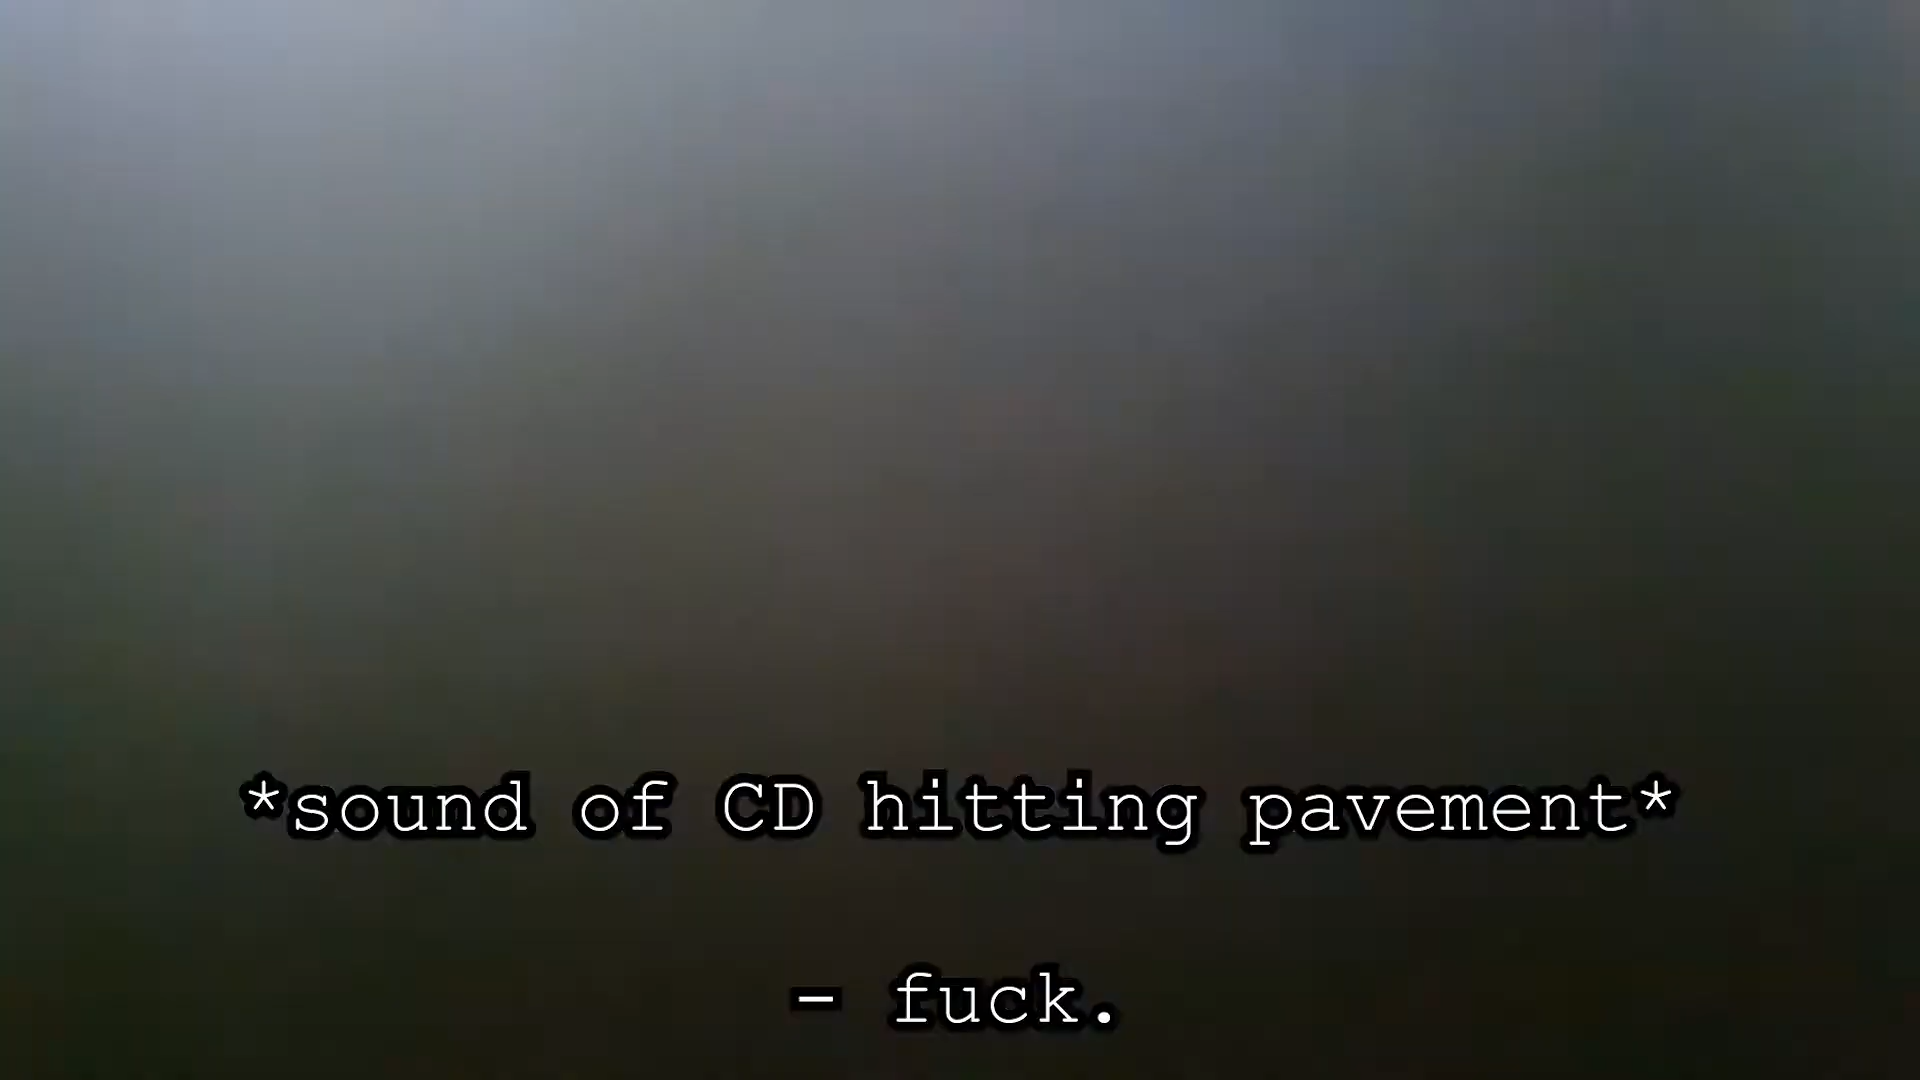 *sound of CD hitting pavement*
- fuck.